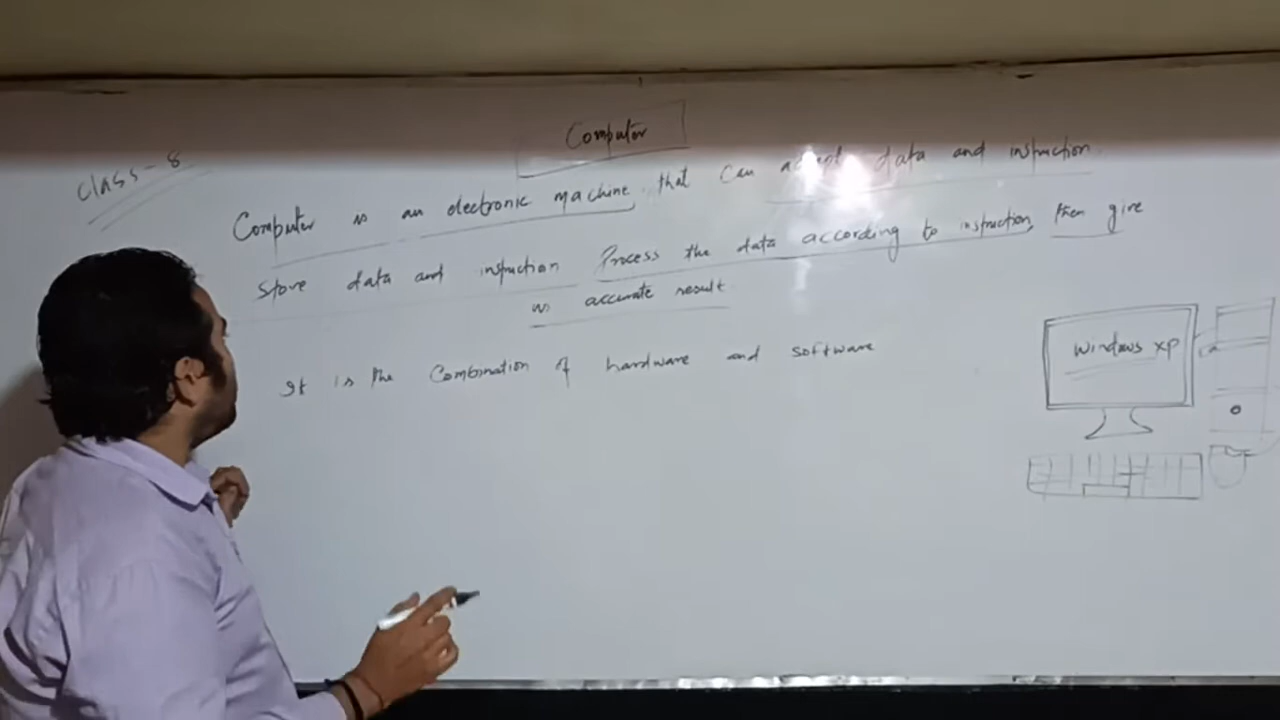 Computer
Class-8
Computer is an electronic machine that can accept data and instruction
store data and instruction Process the data according to instruction, then give
us accurate result
It is the Combination of hardware and software
Windows XP